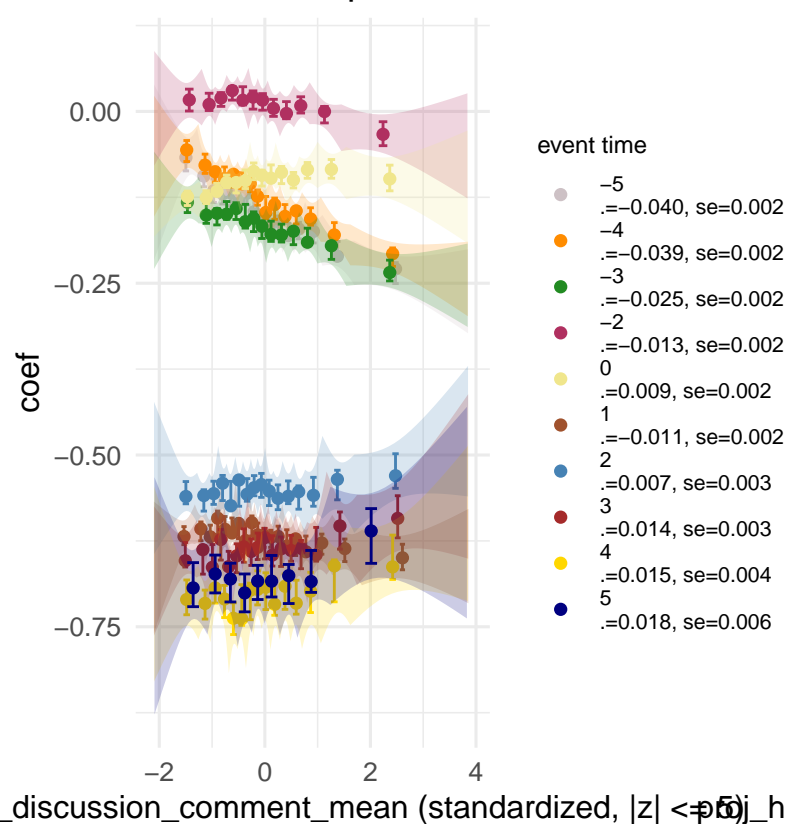 0.00
−0.25
−0.50
−0.75
coef
−2
0
2
4
_discussion_comment_mean (standardized, |z| <= 5)
event time
−5
.=−0.040, se=0.002
−4
.=−0.039, se=0.002
−3
.=−0.025, se=0.002
−2
.=−0.013, se=0.002
0
.=0.009, se=0.002
1
.=−0.011, se=0.002
2
.=0.007, se=0.003
3
.=0.014, se=0.003
4
.=0.015, se=0.004
5
.=0.018, se=0.006